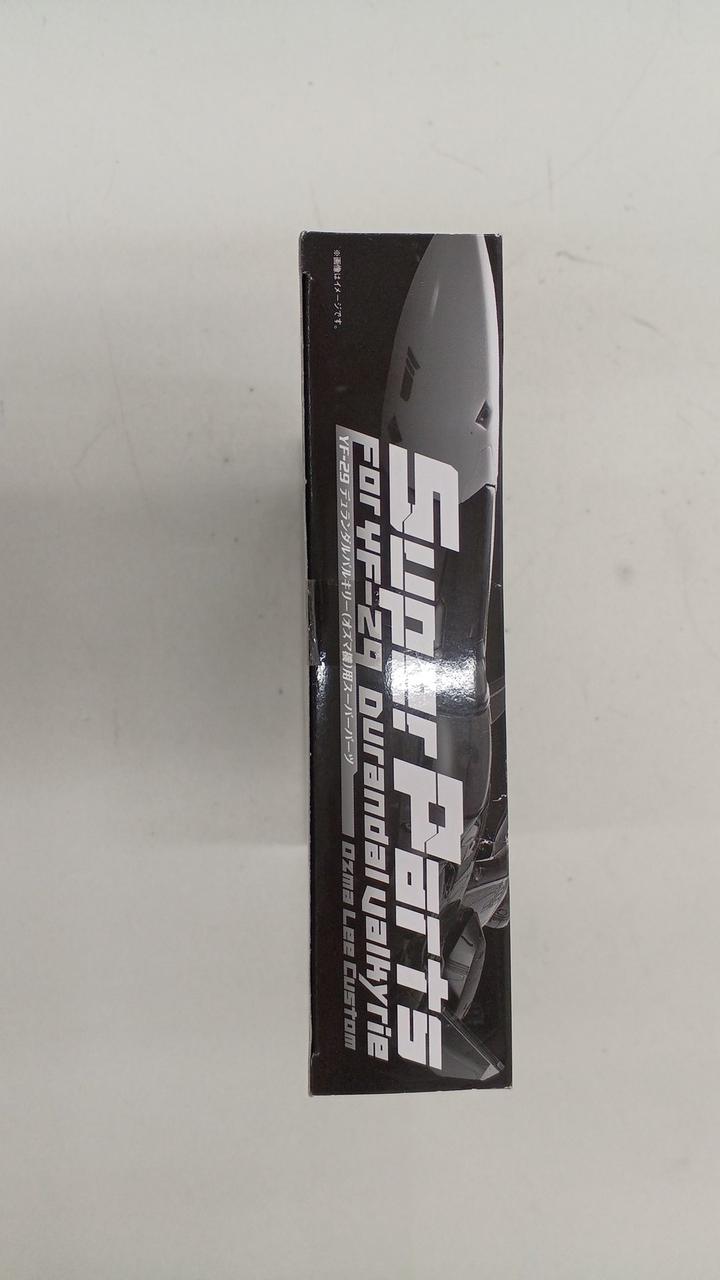 Super Parts
For YF-29 Durandal Valkyrie
Ozma Lee Custom
YF-29 デュランダルバルキリー(オズマ機)用スーパーパーツ
※画像はイメージです。